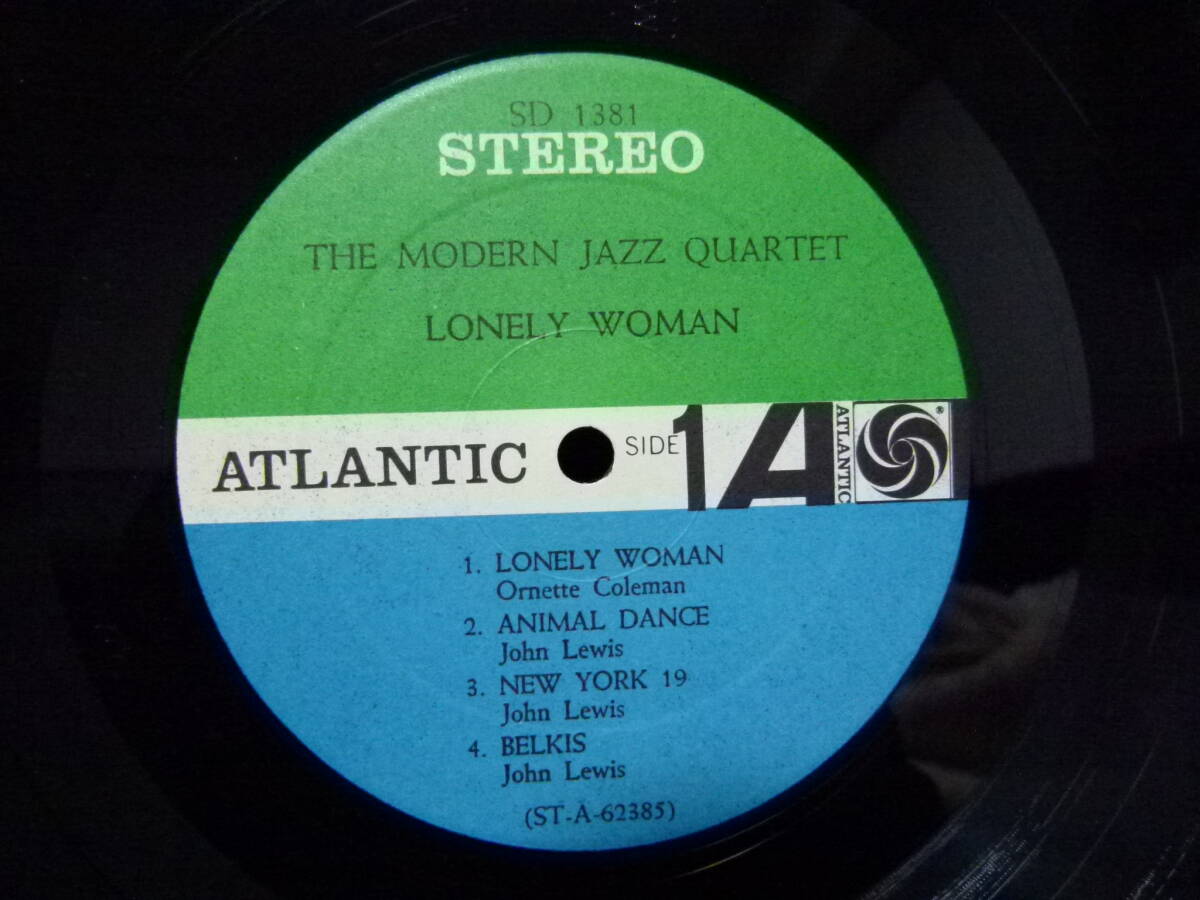 SD 1381
STEREO
THE MODERN JAZZ QUARTET
LONELY WOMAN
ATLANTIC
SIDE 1
A
ATLANTIC
®
1. LONELY WOMAN
Ornette Coleman
2. ANIMAL DANCE
John Lewis
3. NEW YORK 19
John Lewis
4. BELKIS
John Lewis
(ST-A-62385)